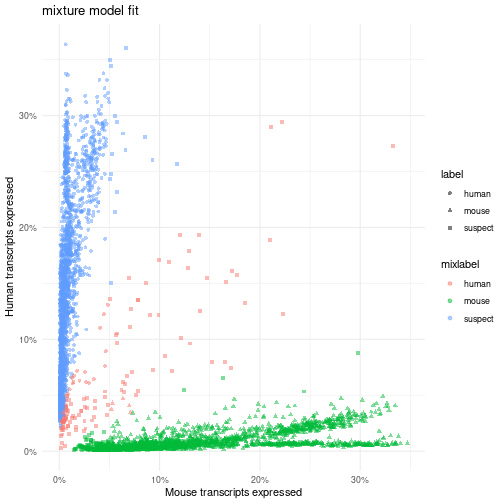 mixture model fit
Human transcripts expressed
30%
20%
10%
0%
0%
10%
20%
30%
Mouse transcripts expressed
label
human
mouse
suspect
mixlabel
human
mouse
suspect